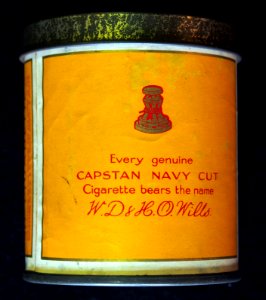 Every genuine
CAPSTAN NAVY CUT
Cigarette bears the name
W.D. & H.O. Wills